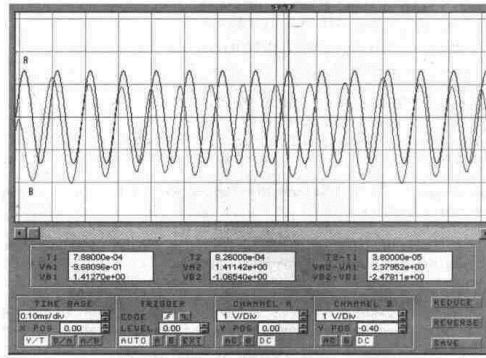 A
B
T1 7.88000e-04 T2 8.26000e-04 T2-T1 3.80000e-05
VA1 -9.68096e-01 VA2 1.41142e+00 VA2-VA1 2.37952e+00
VB1 1.41270e+00 VB2 -1.06540e+00 VB2-VB1 -2.47811e+00
TIME BASE TRIGGER CHANNEL A CHANNEL B REDUCE
0.10ms/div EDGE 1 V/Div 1 V/Div
X POS 0.00 LEVEL 0.00 Y POS 0.00 Y POS -0.40 REVERSE
Y/T B/A A/B AUTO A B EXT AC 0 DC AC 0 DC SAVE